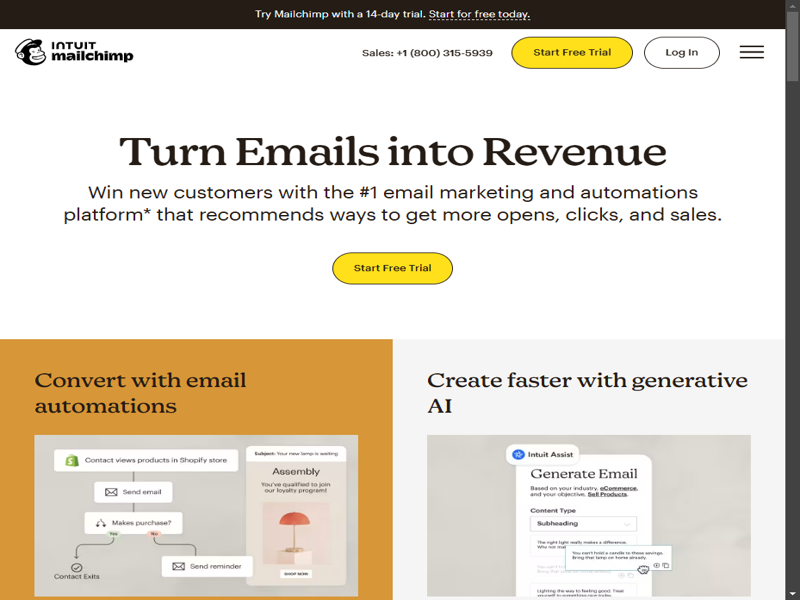 Try Mailchimp with a 14-day trial. Start for free today.
INTUIT
mailchimp
Sales: +1 (800) 315-5939
Start Free Trial
Log In
Turn Emails into Revenue
Win new customers with the #1 email marketing and automations
platform* that recommends ways to get more opens, clicks, and sales.
Start Free Trial
Convert with email
automations
Contact views products in Shopify store
Send email
Makes purchase?
Yes
No
Contact Exits
Send reminder
Subject: Your new lamp is waiting
Assembly
You've qualified to join
our loyalty program!
SHOP NOW
Create faster with generative
AI
Intuit Assist
Generate Email
Based on your industry, eCommerce,
and your objective, Sell Products.
Content Type
Subheading
The right light really makes a difference.
Why not
You can't hold a candle to these savings.
Bring that lamp on home already.
Lighting the way to feeling good. Treat
yourself to something nice today.